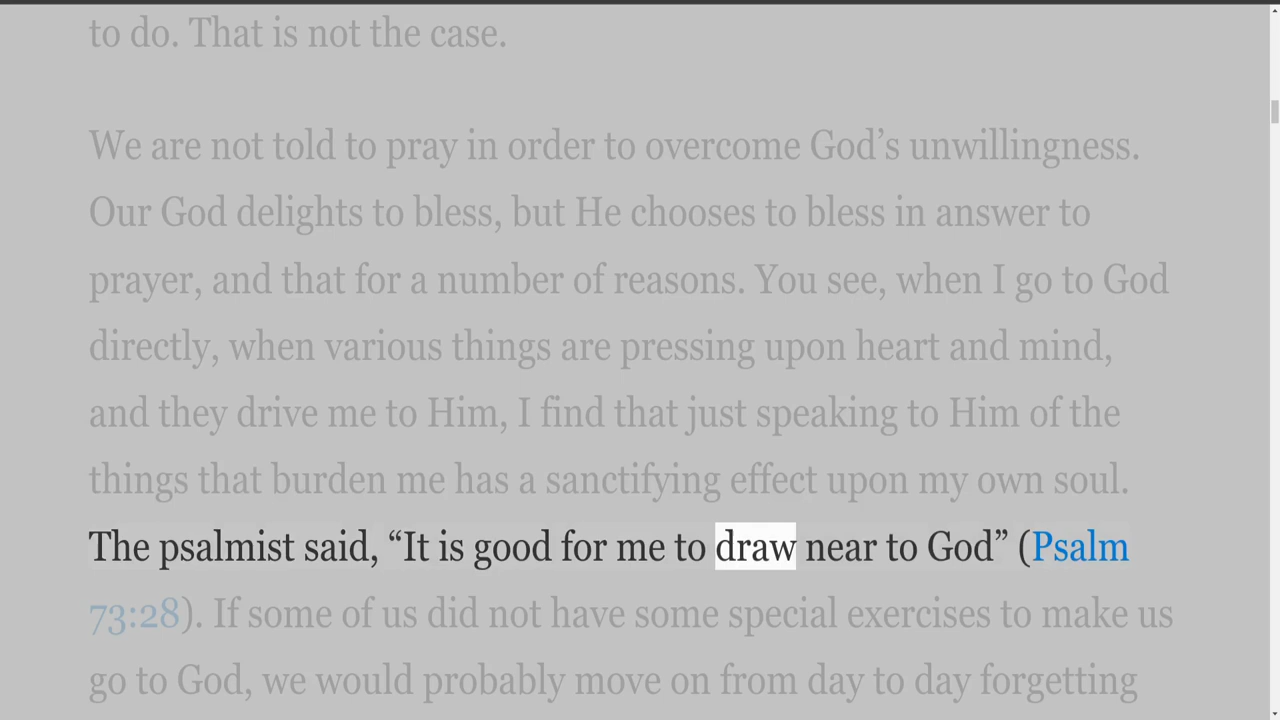 to do. That is not the case.
We are not told to pray in order to overcome God’s unwillingness.
Our God delights to bless, but He chooses to bless in answer to
prayer, and that for a number of reasons. You see, when I go to God
directly, when various things are pressing upon heart and mind,
and they drive me to Him, I find that just speaking to Him of the
things that burden me has a sanctifying effect upon my own soul.
The psalmist said, “It is good for me to draw near to God” (Psalm
73:28). If some of us did not have some special exercises to make us
go to God, we would probably move on from day to day forgetting